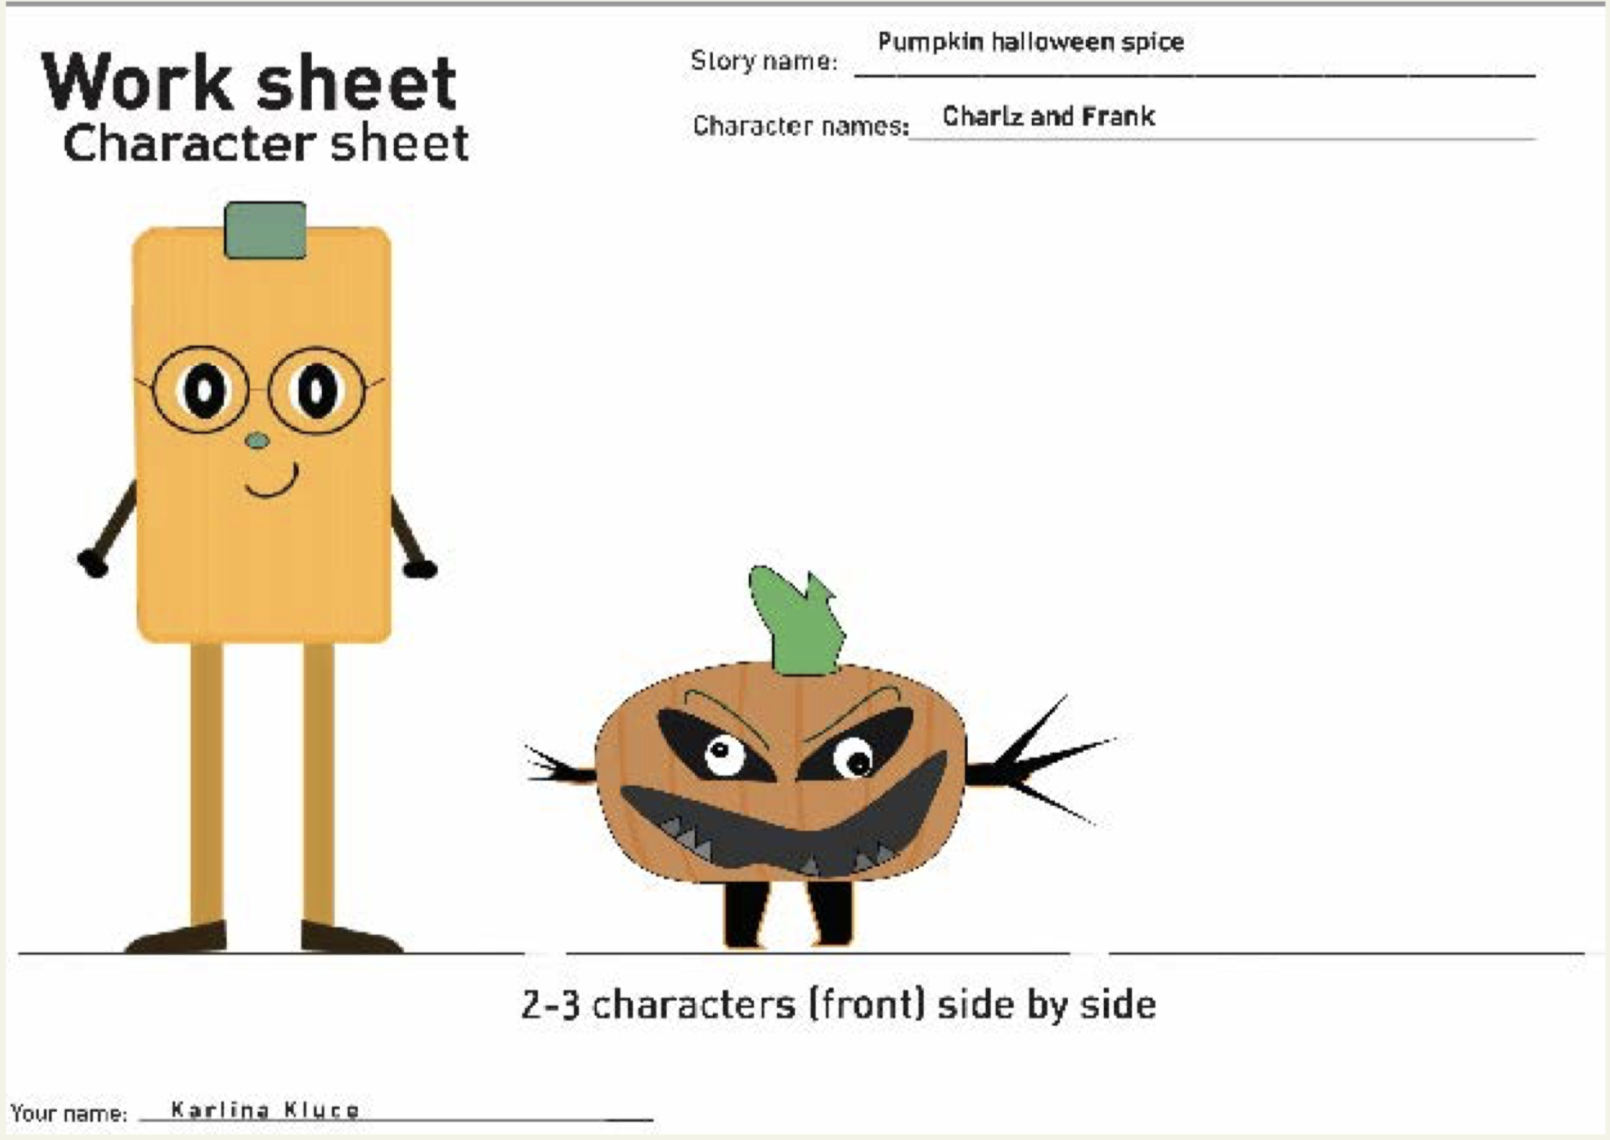 Work sheet
Character sheet
Story name: Pumpkin halloween spice
Character names: Charlz and Frank
2-3 characters (front) side by side
Your name: Karlina Kluce